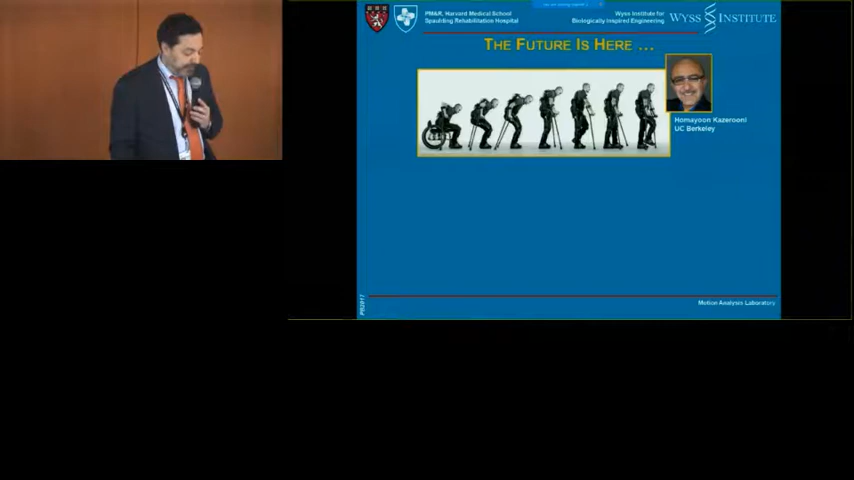 PM&R, Harvard Medical School
Spaulding Rehabilitation Hospital
Wyss Institute for
Biologically Inspired Engineering
WYSS INSTITUTE
THE FUTURE IS HERE ...
Homayoon Kazerooni
UC Berkeley
Motion Analysis Laboratory